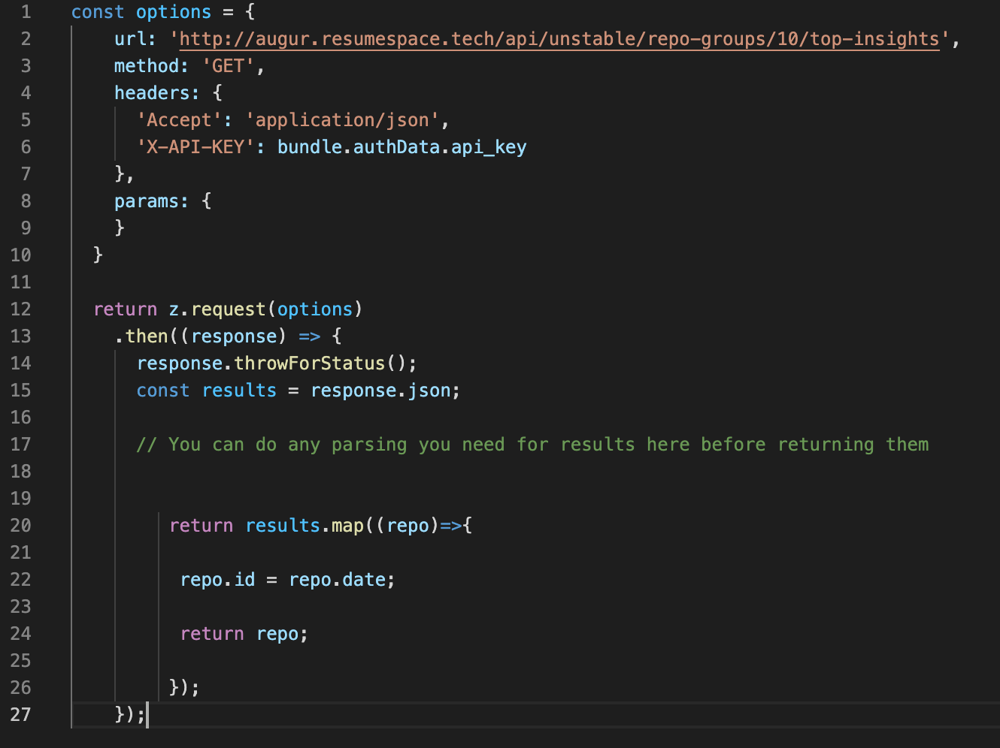 1 const options = {
2 url: 'http://augur.resumespace.tech/api/unstable/repo-groups/10/top-insights',
3 method: 'GET',
4 headers: {
5 'Accept': 'application/json',
6 'X-API-KEY': bundle.authData.api_key
7 },
8 params: {
9 }
10 }
11
12 return z.request(options)
13 .then((response) => {
14 response.throwForStatus();
15 const results = response.json;
16
17 // You can do any parsing you need for results here before returning them
18
19
20 return results.map((repo)=>{
21
22 repo.id = repo.date;
23
24 return repo;
25
26 });
27 });